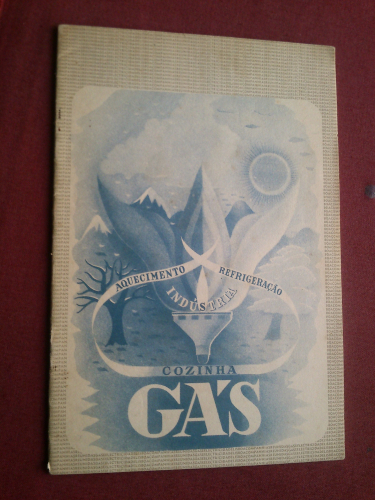 AQUECIMENTO
REFRIGERAÇÃO
INDÚSTRIA
COZINHA
GÁS